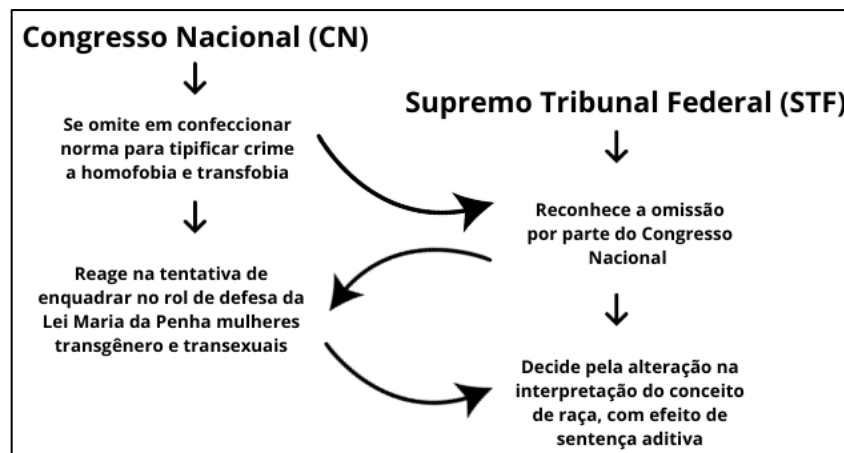 Congresso Nacional (CN)
Se omite em confeccionar
norma para tipificar crime
a homofobia e transfobia
Supremo Tribunal Federal (STF)
Reconhece a omissão
por parte do Congresso
Nacional
Reage na tentativa de
enquadrar no rol de defesa da
Lei Maria da Penha mulheres
transgênero e transexuais
Decide pela alteração na
interpretação do conceito
de raça, com efeito de
sentença aditiva